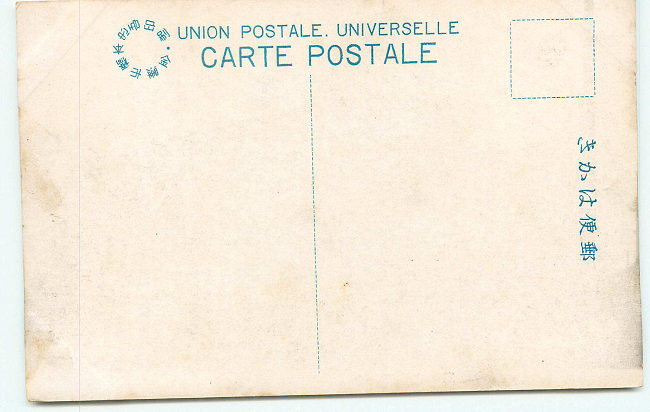 UNION POSTALE. UNIVERSELLE
CARTE POSTALE
郵便はかき